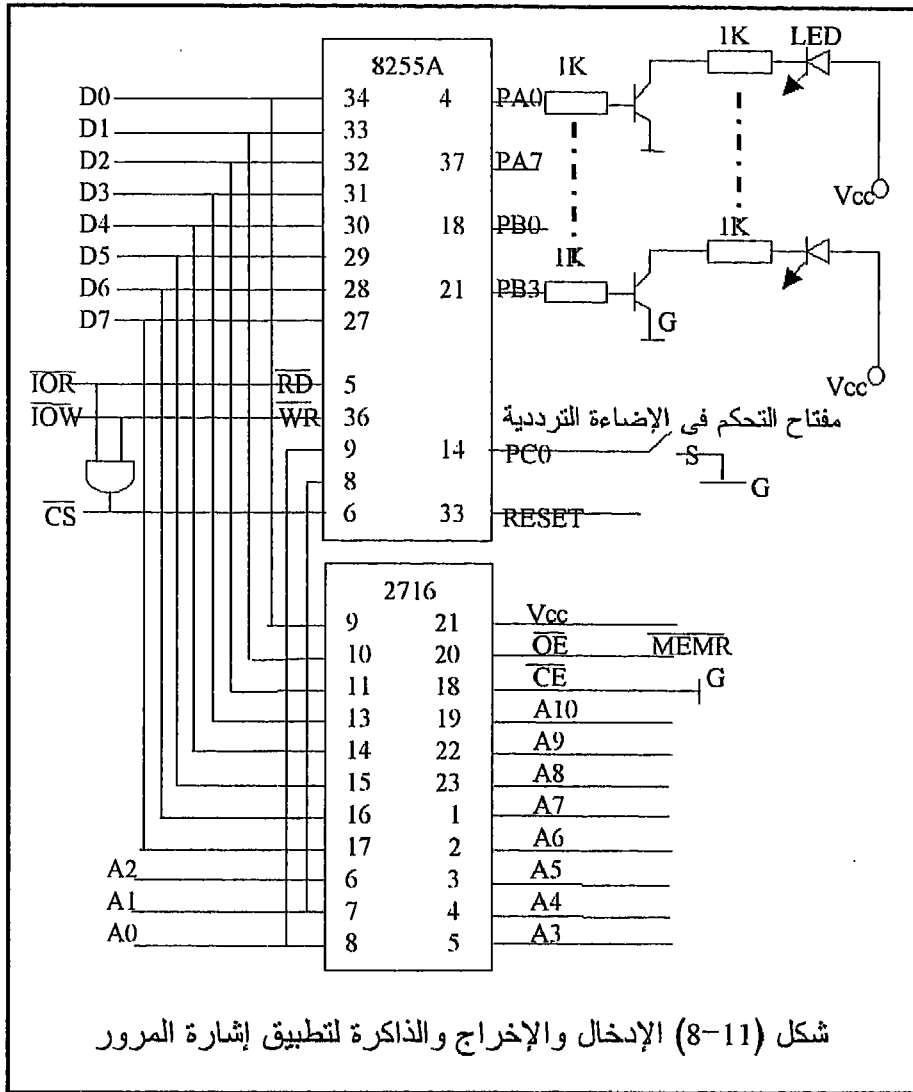 8255A
1K
1K
LED
D0 34 4 PA0
D1 33
D2 32 37 PA7
D3 31
D4 30 18 PB0
D5 29
D6 28 21 PB3
D7 27
1K
1K
Vcc
G
Vcc
IOR RD 5
IOW WR 36
مفتاح التحكم فى الإضاءة الترددية
9 14 PC0 S
8
G
CS 6 33 RESET
2716
9 21 Vcc
10 20 OE MEMR
11 18 CE G
13 19 A10
14 22 A9
15 23 A8
16 1 A7
17 2 A6
A2 6 3 A5
A1 7 4 A4
A0 8 5 A3
شكل (11-8) الإدخال والإخراج والذاكرة لتطبيق إشارة المرور